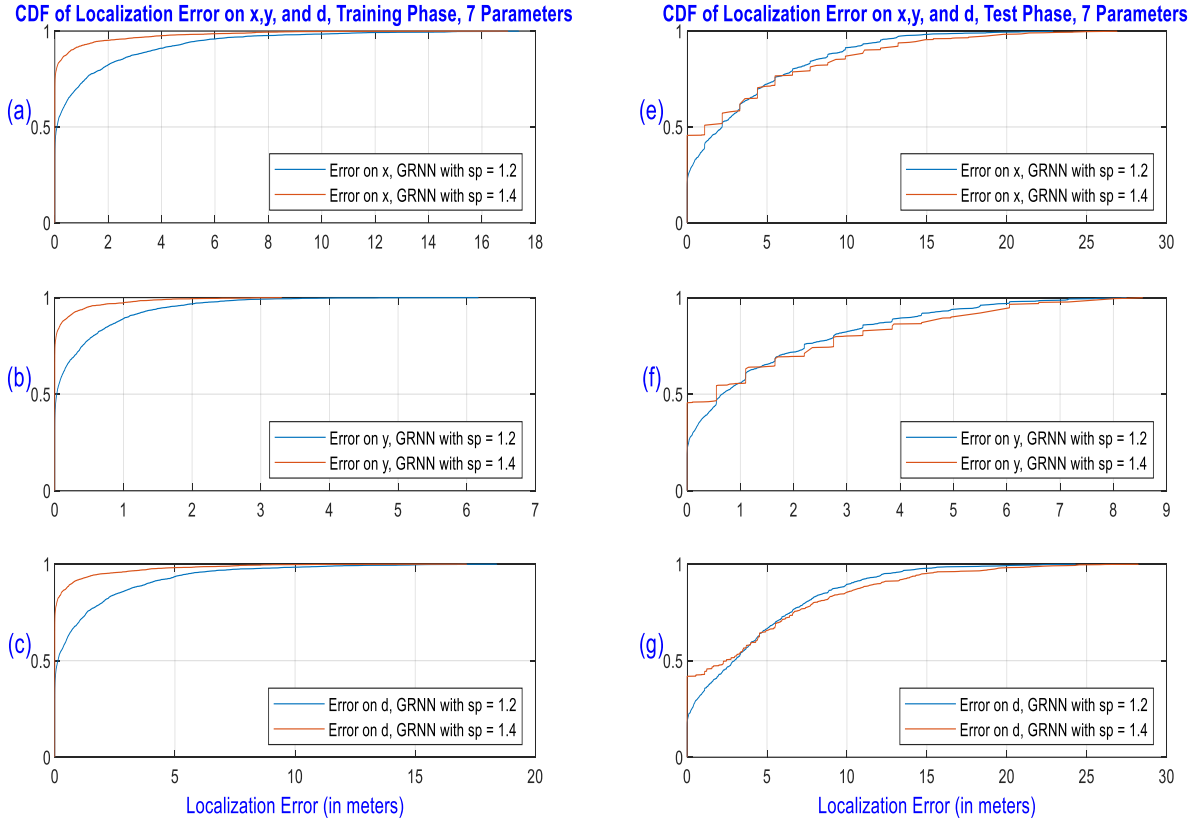 CDF of Localization Error on x,y, and d, Training Phase, 7 Parameters
1
(a)
0.5
Error on x, GRNN with sp = 1.2
Error on x, GRNN with sp = 1.4
0
0 2 4 6 8 10 12 14 16 18
1
(b)
0.5
Error on y, GRNN with sp = 1.2
Error on y, GRNN with sp = 1.4
0
0 1 2 3 4 5 6 7
1
(c)
0.5
Error on d, GRNN with sp = 1.2
Error on d, GRNN with sp = 1.4
0
0 5 10 15 20
Localization Error (in meters)
CDF of Localization Error on x,y, and d, Test Phase, 7 Parameters
1
(e)
0.5
Error on x, GRNN with sp = 1.2
Error on x, GRNN with sp = 1.4
0
0 5 10 15 20 25 30
1
(f)
0.5
Error on y, GRNN with sp = 1.2
Error on y, GRNN with sp = 1.4
0
0 1 2 3 4 5 6 7 8 9
1
(g)
0.5
Error on d, GRNN with sp = 1.2
Error on d, GRNN with sp = 1.4
0
0 5 10 15 20 25 30
Localization Error (in meters)